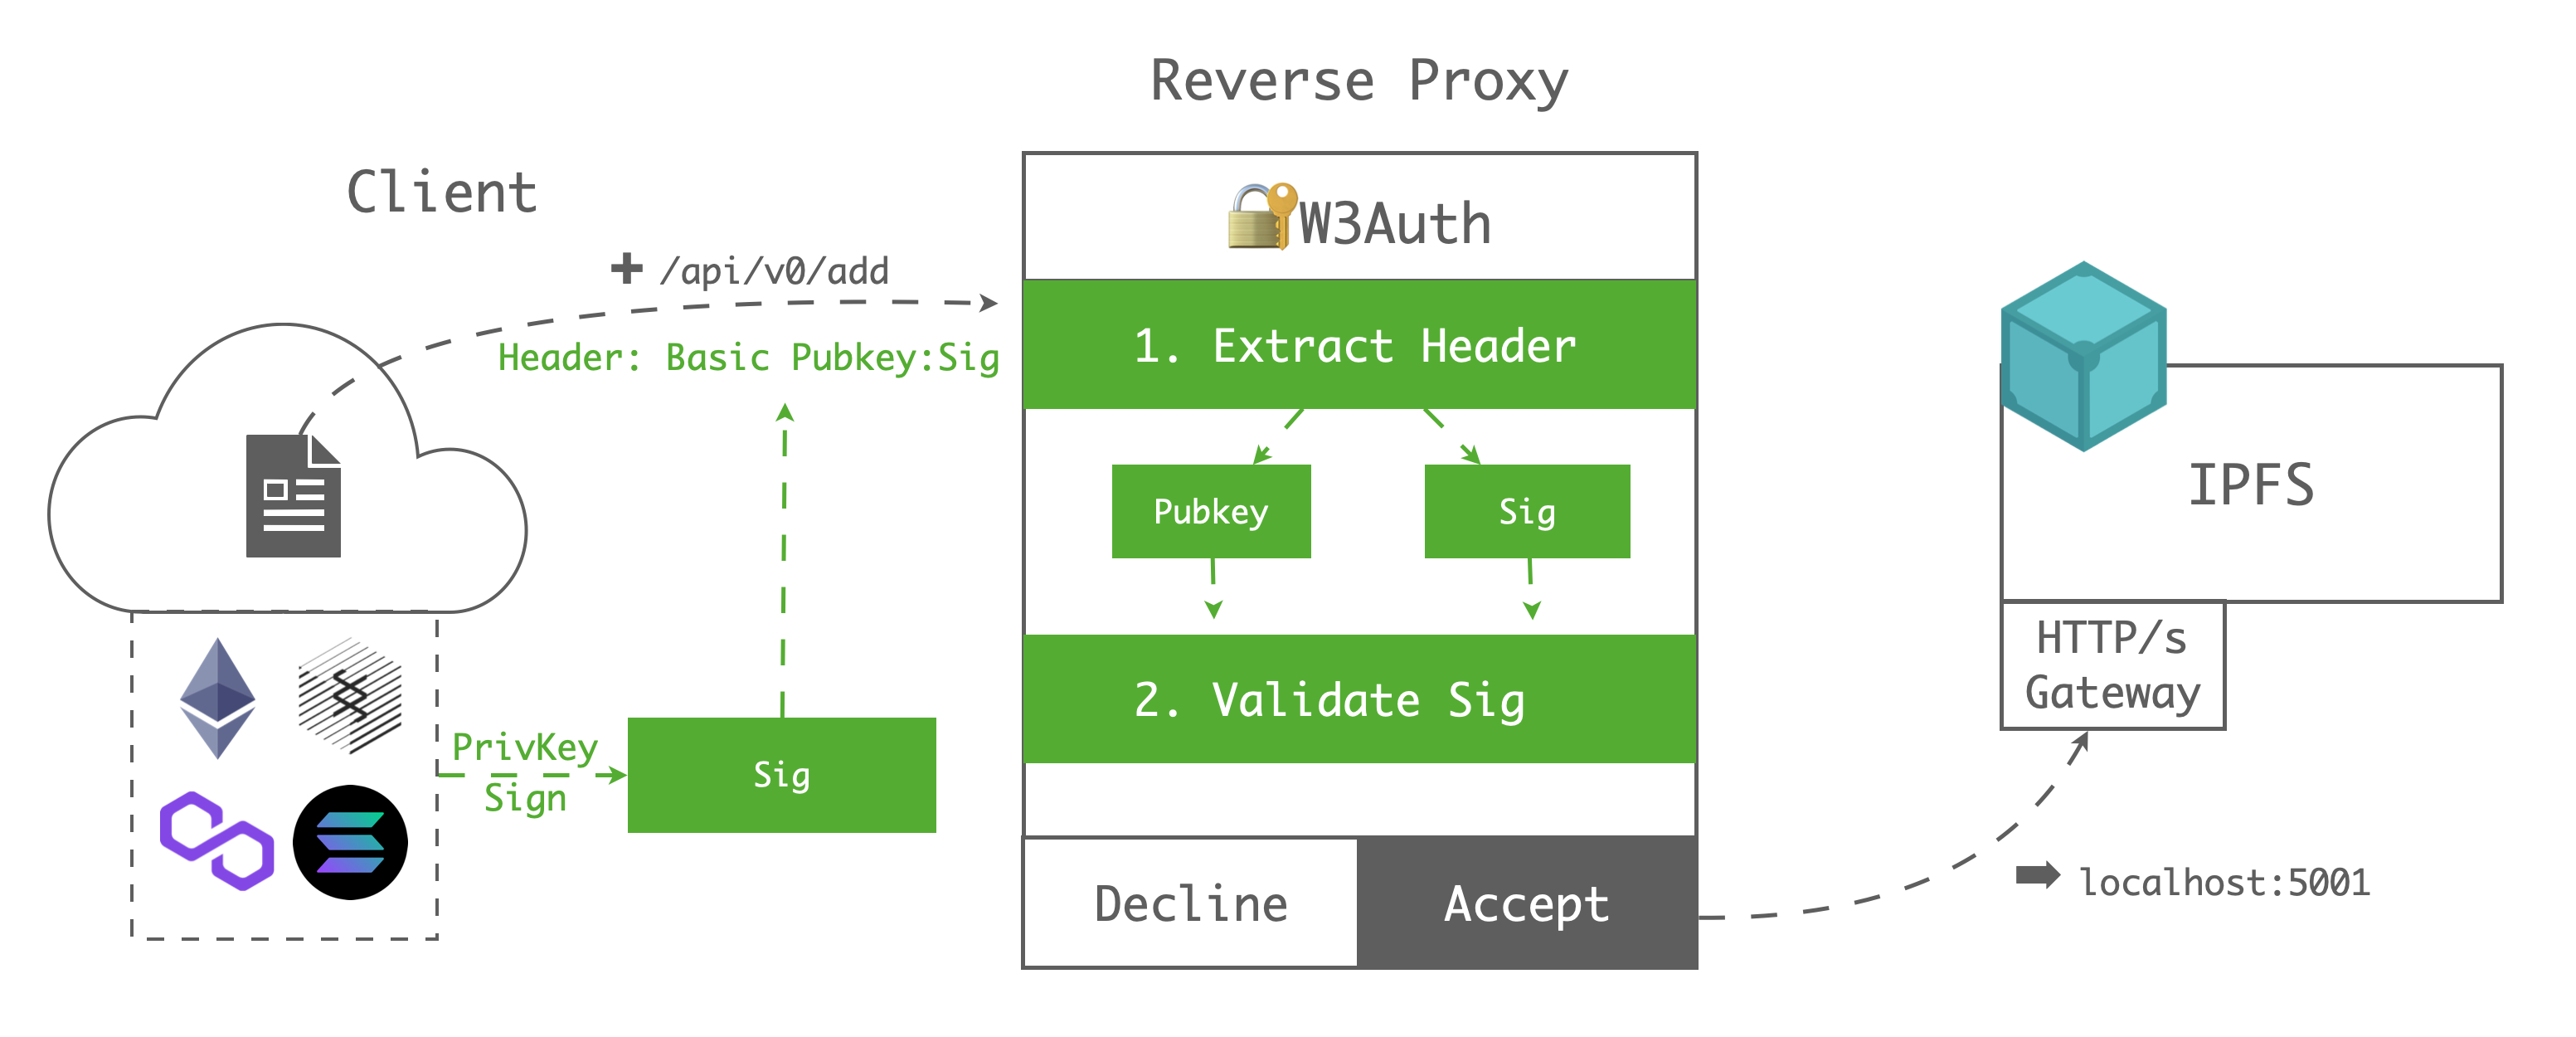 Client
/api/v0/add
Header: Basic Pubkey:Sig
PrivKey
Sign
Sig
Reverse Proxy
W3Auth
1. Extract Header
Pubkey
Sig
2. Validate Sig
Decline
Accept
IPFS
HTTP/s
Gateway
localhost:5001